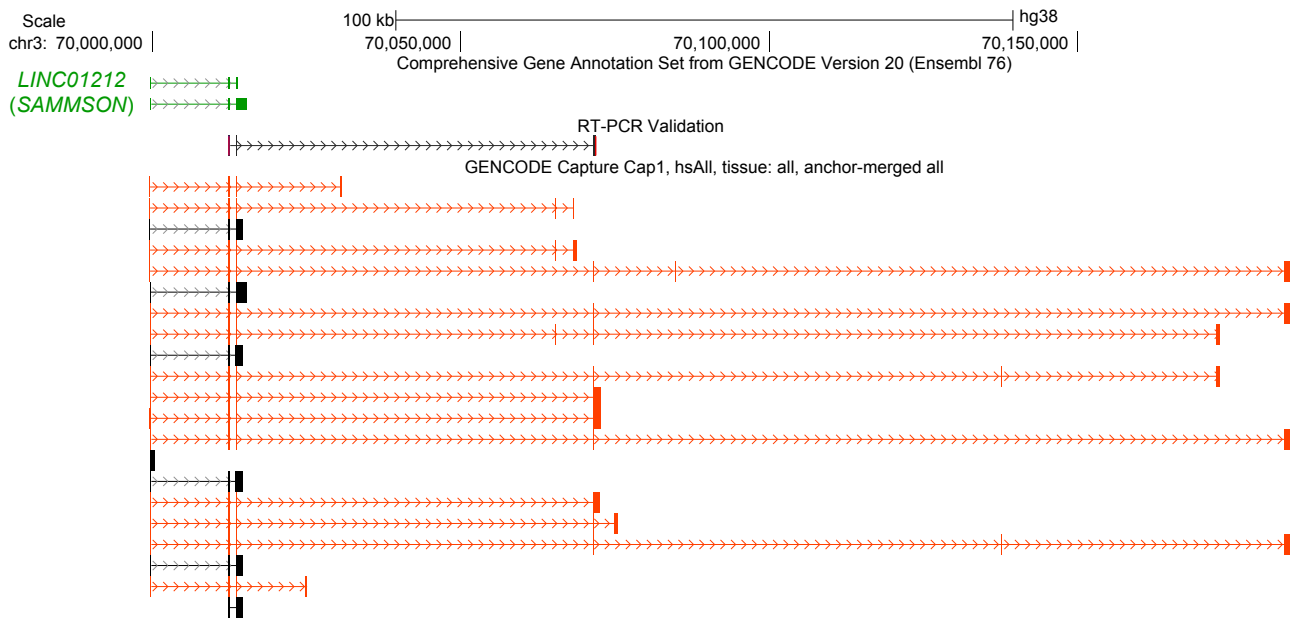 Scale 100 kb hg38
chr3: 70,000,000 70,050,000 70,100,000 70,150,000
Comprehensive Gene Annotation Set from GENCODE Version 20 (Ensembl 76)
LINC01212
(SAMMSON)
RT-PCR Validation
GENCODE Capture Cap1, hsAll, tissue: all, anchor-merged all